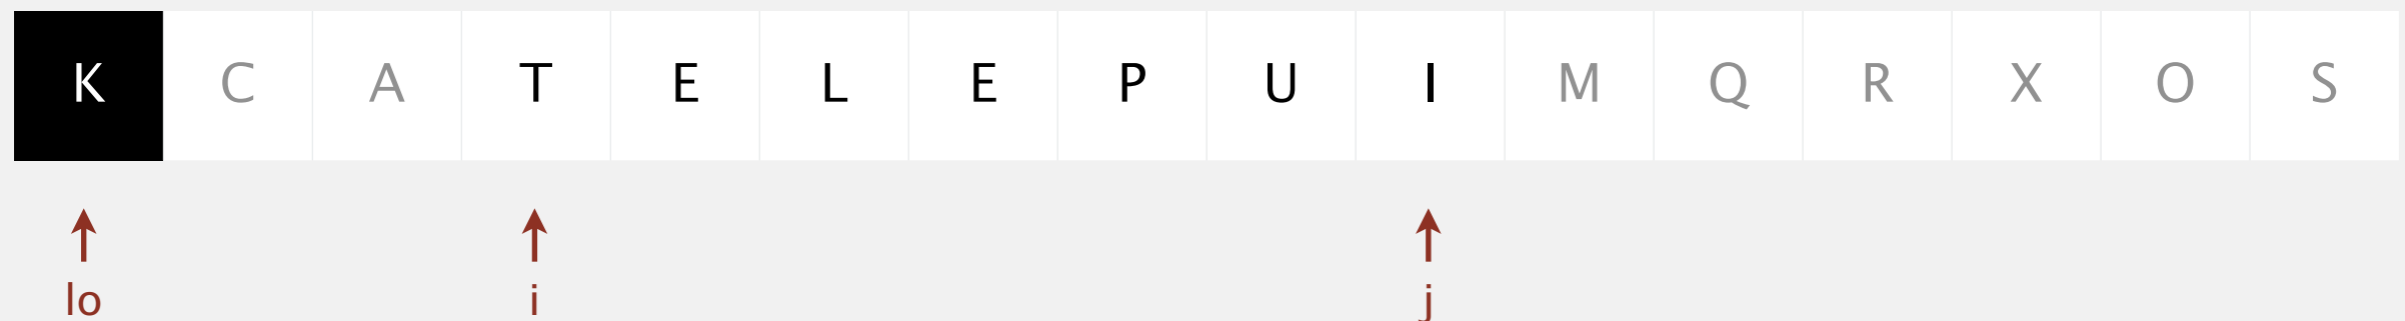 K C A T E L E P U I M Q R X O S
lo i j